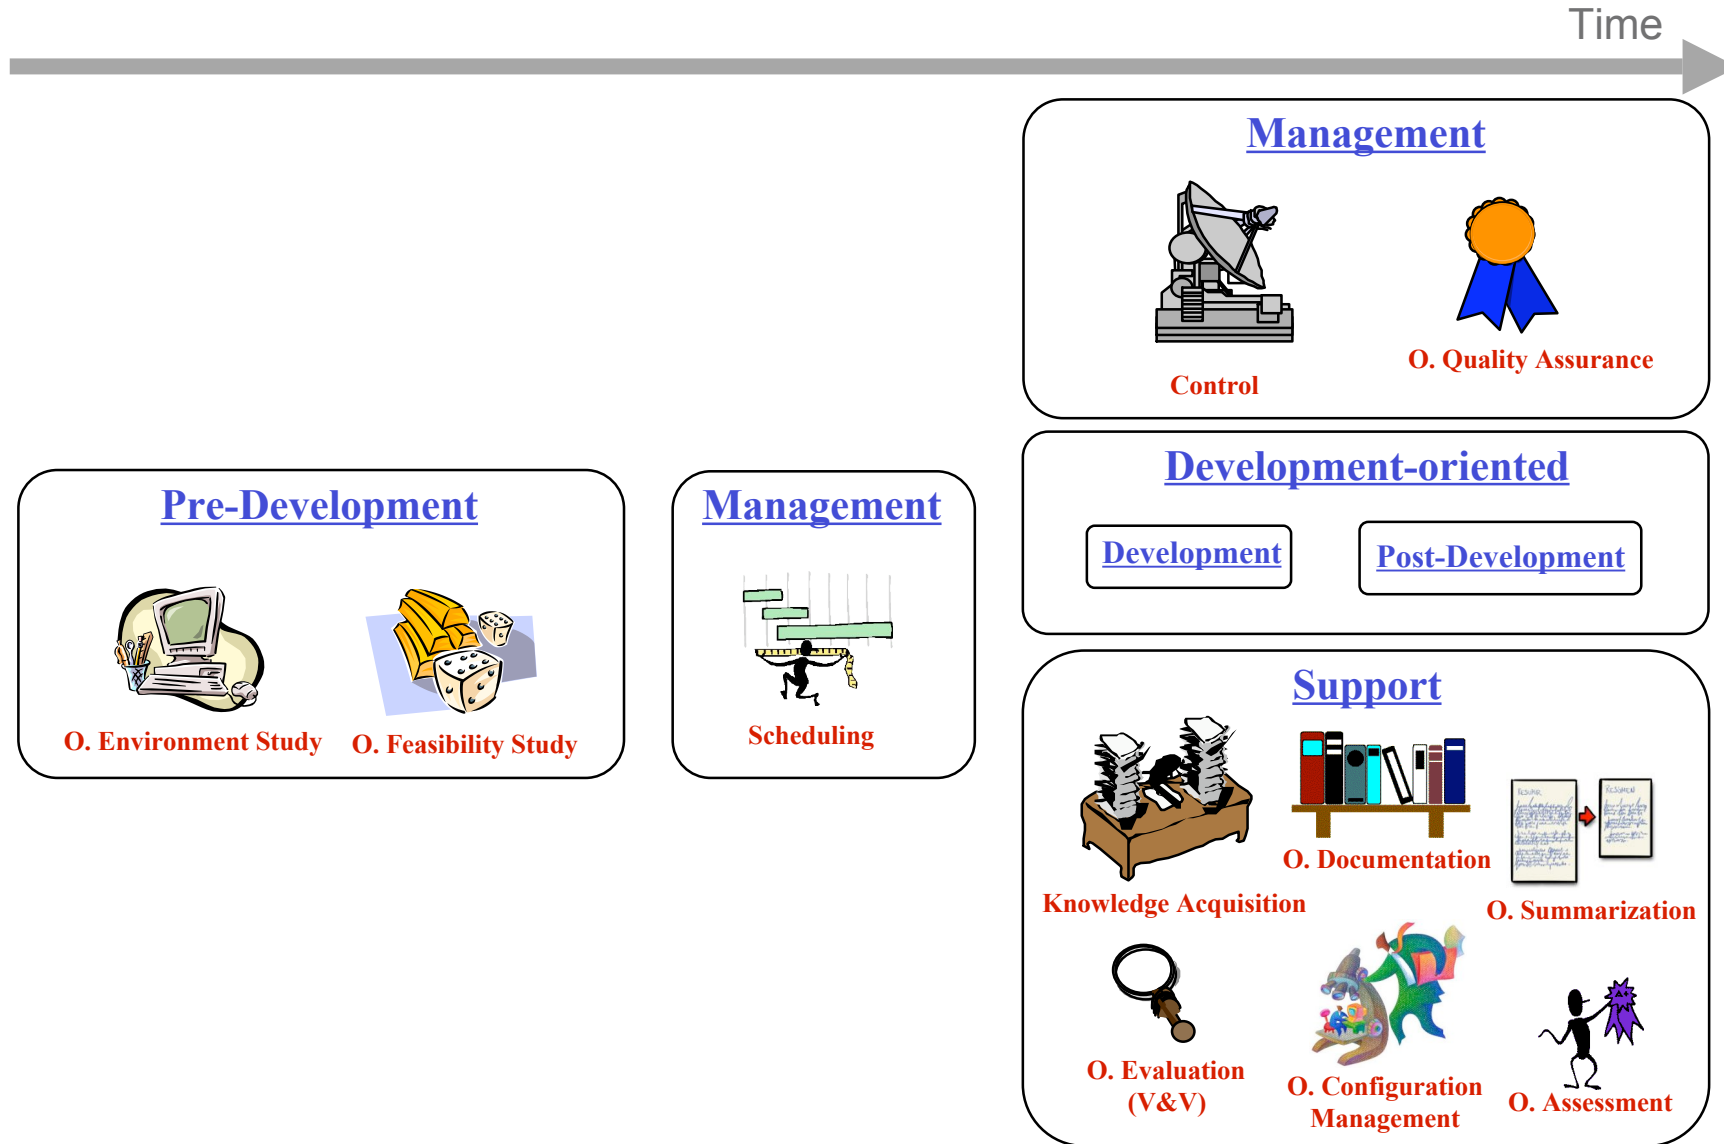 Time
Management
Control
O. Quality Assurance
Pre-Development
O. Environment Study
O. Feasibility Study
Management
Scheduling
Development-oriented
Development
Post-Development
Support
Knowledge Acquisition
O. Documentation
RESUMEN
O. Summarization
O. Evaluation
(V&V)
O. Configuration
Management
O. Assessment